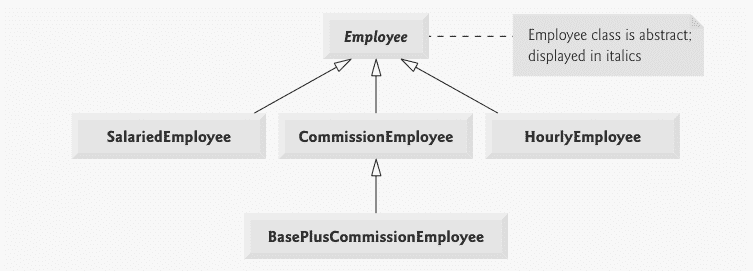 Employee
Employee class is abstract;
displayed in italics
SalariedEmployee
CommissionEmployee
HourlyEmployee
BasePlusCommissionEmployee